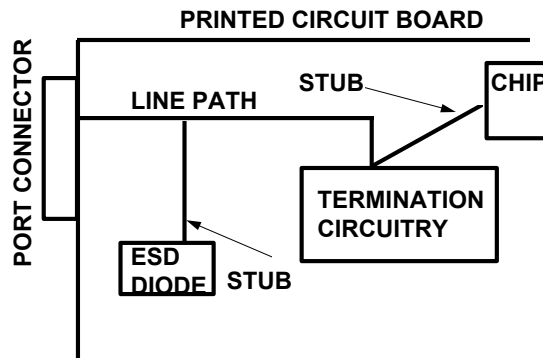 PRINTED CIRCUIT BOARD
PORT CONNECTOR
LINE PATH
STUB
CHIP
TERMINATION
CIRCUITRY
ESD
DIODE
STUB